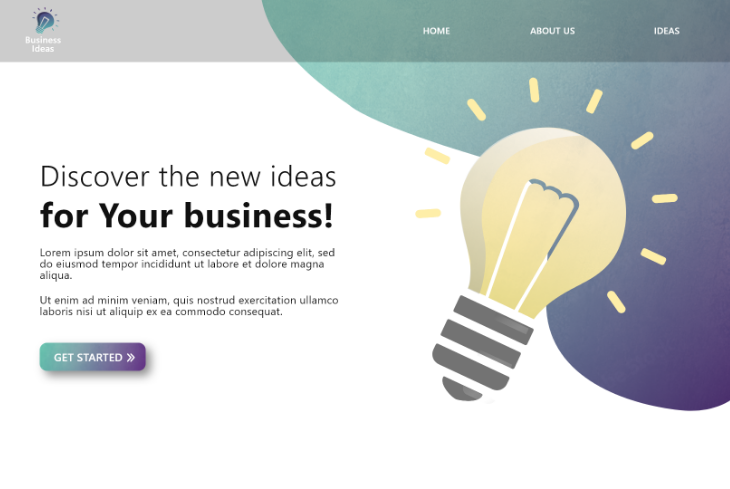 Business
Ideas
HOME
ABOUT US
IDEAS
Discover the new ideas
for Your business!
Lorem ipsum dolor sit amet, consectetur adipiscing elit, sed
do eiusmod tempor incididunt ut labore et dolore magna
aliqua.
Ut enim ad minim veniam, quis nostrud exercitation ullamco
laboris nisi ut aliquip ex ea commodo consequat.
GET STARTED »